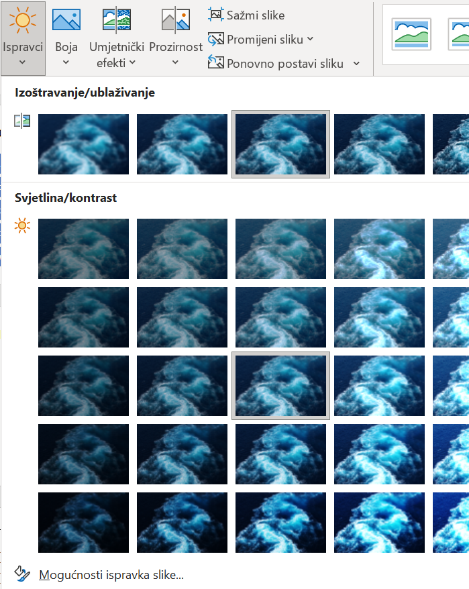 Ispravci
Boja
Umjetnički
efekti
Prozirnost
Sažmi slike
Promijeni sliku
Ponovno postavi sliku
Izoštravanje/ublaživanje
Svjetlina/kontrast
Mogućnosti ispravka slike...